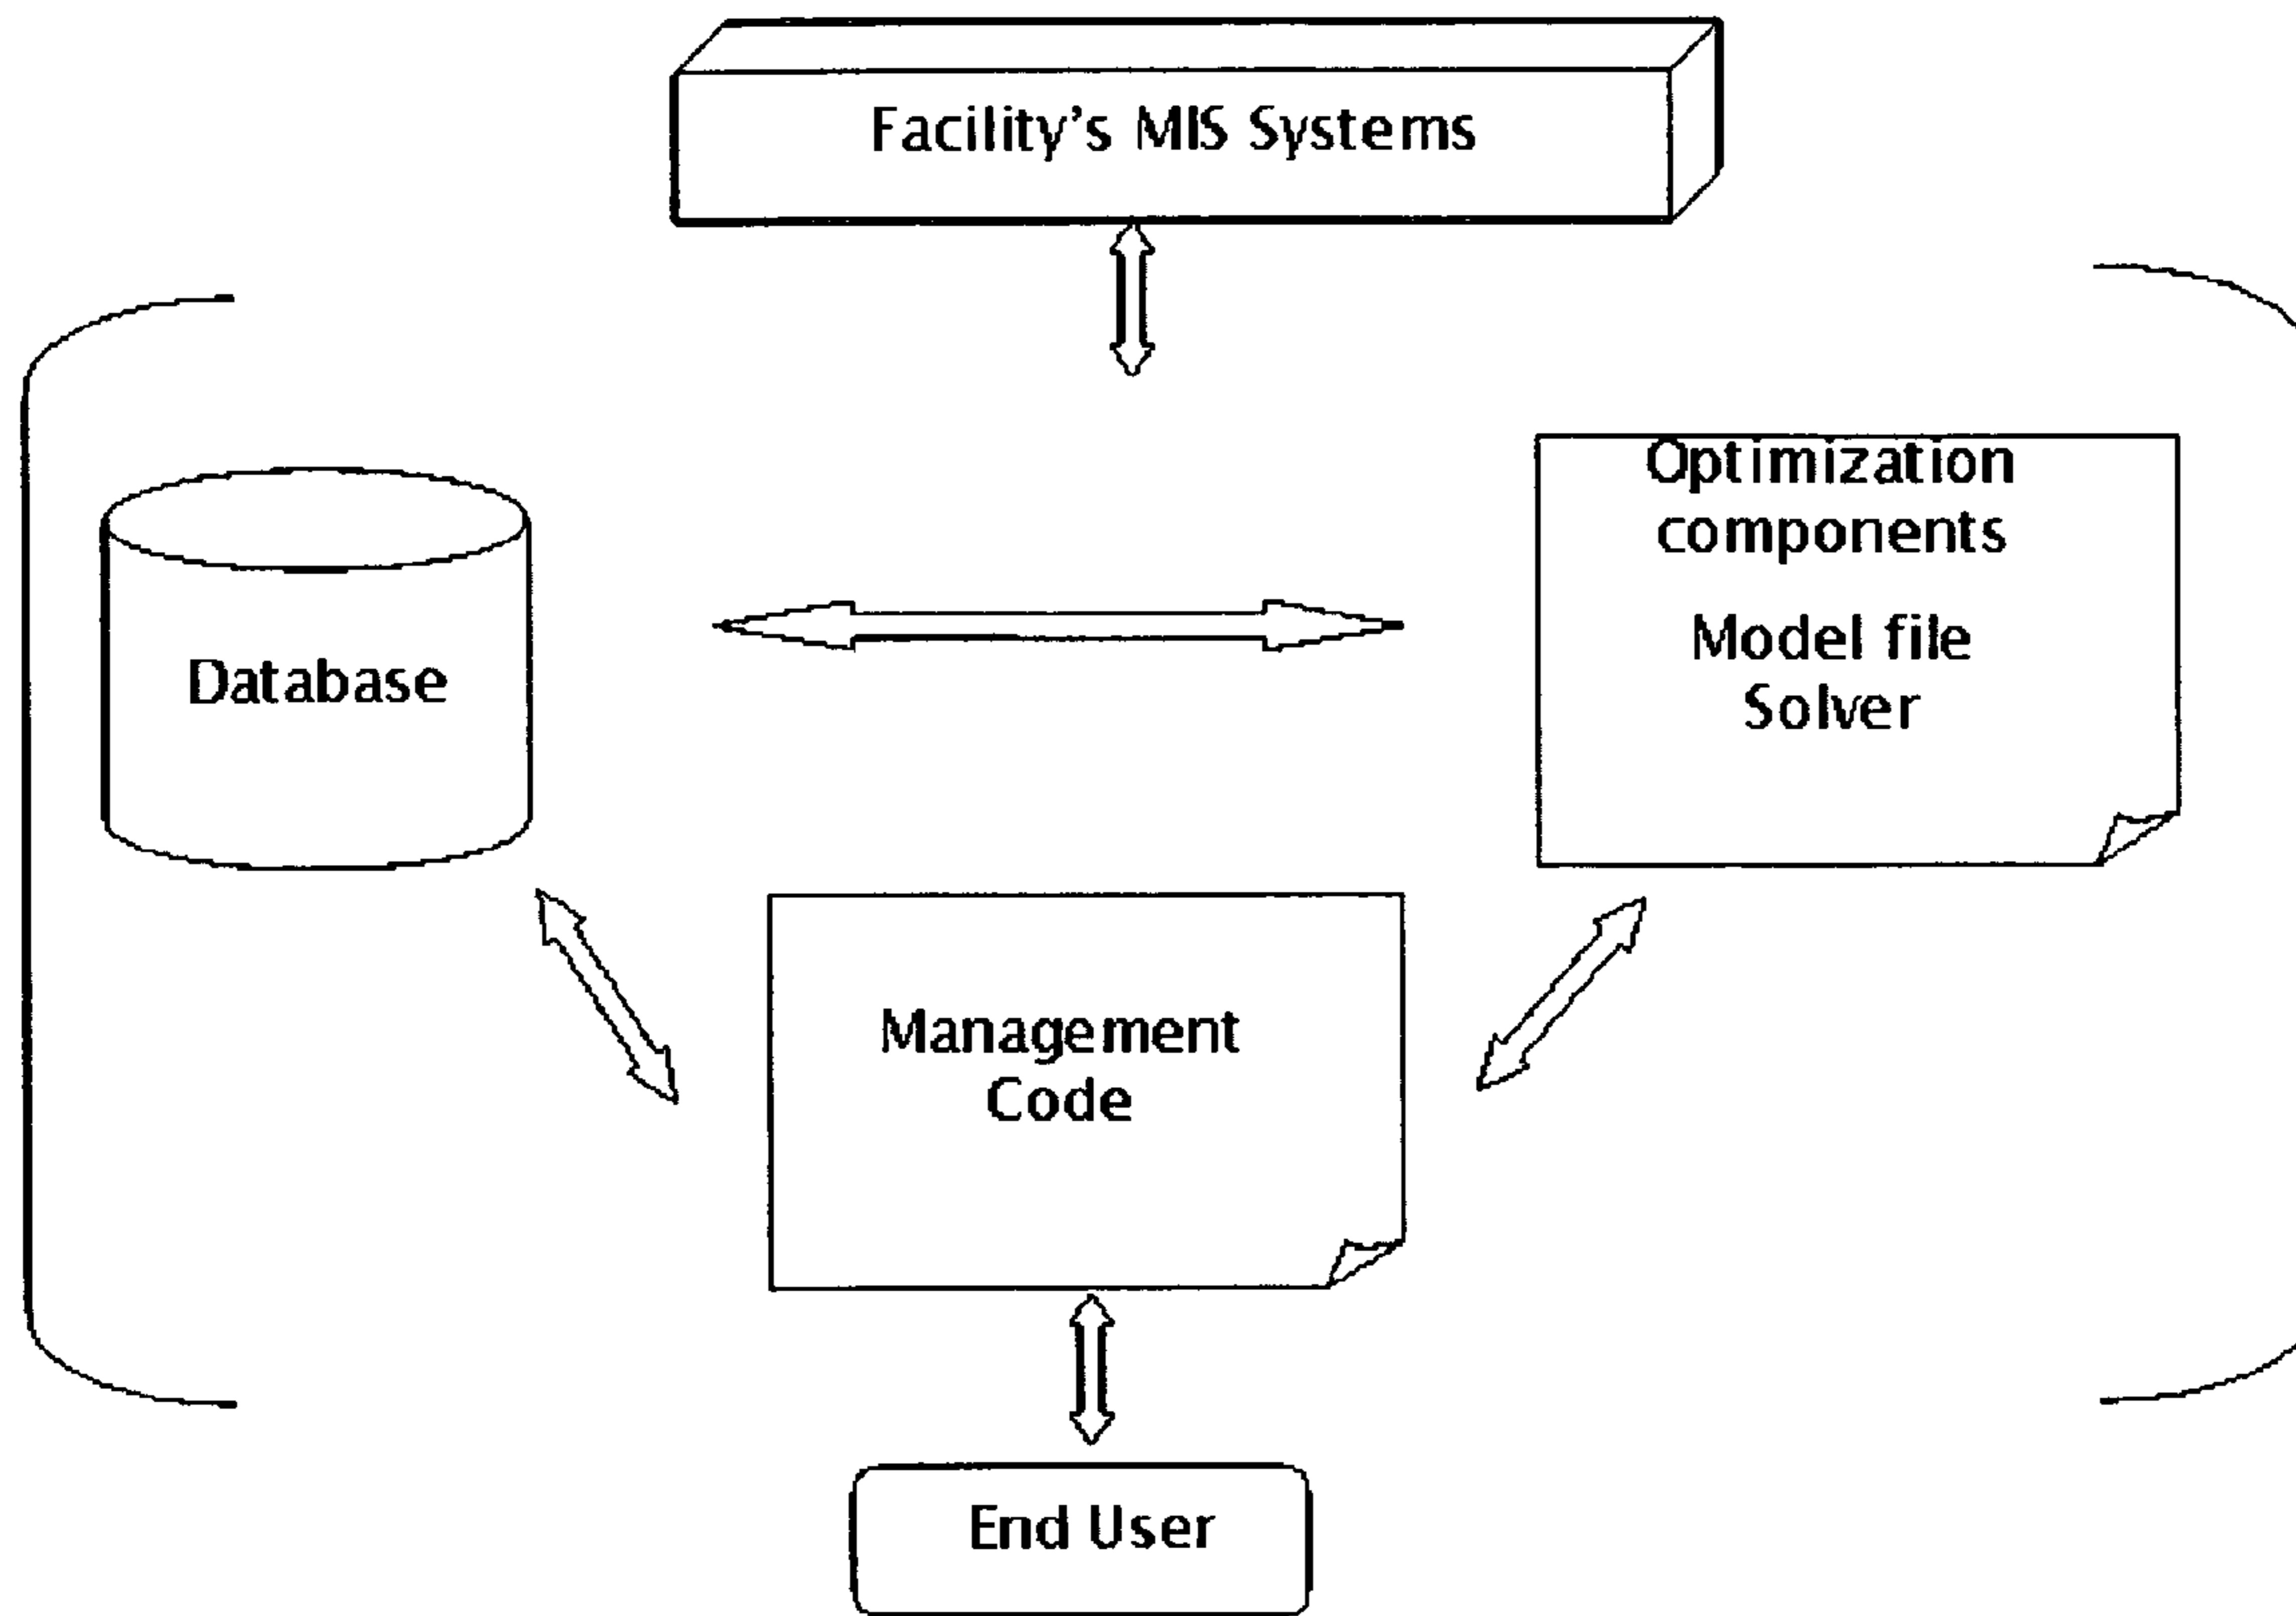 Facility's MIS Systems
Optimization
components
Model file
Solver
Database
Management
Code
End User